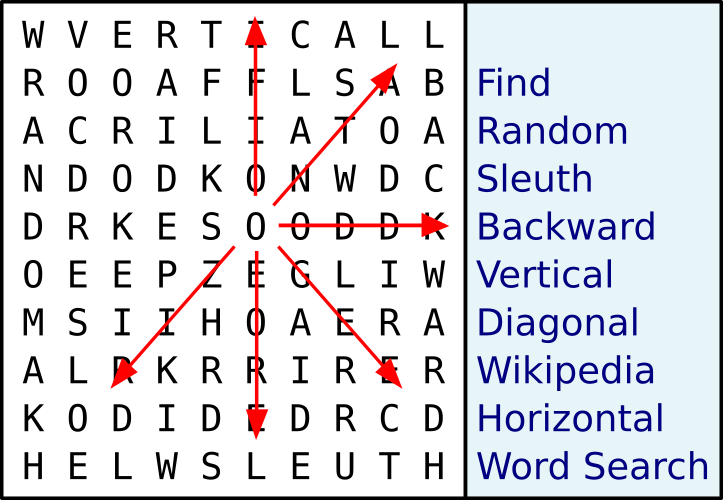 W V E R T I C A L L
R O O A F F L S A B Find
A C R I L I A T O A Random
N D O D K O N W D C Sleuth
D R K E S O O D D K Backward
O E E P Z E G L I W Vertical
M S I I H O A E R A Diagonal
A L R K R R I R E R Wikipedia
K O D I D E D R C D Horizontal
H E L W S L E U T H Word Search